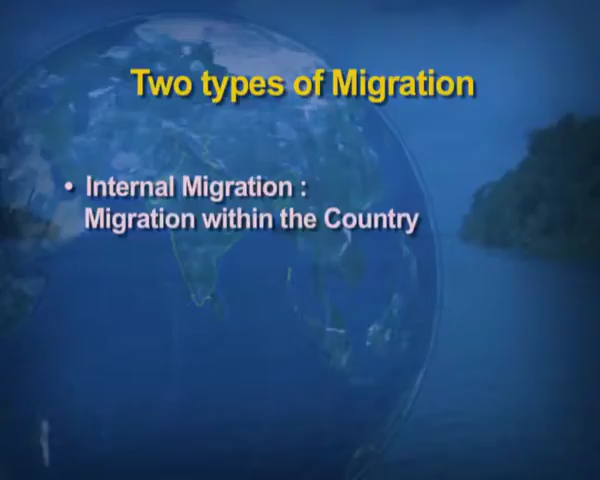 Two types of Migration
• Internal Migration :
Migration within the Country